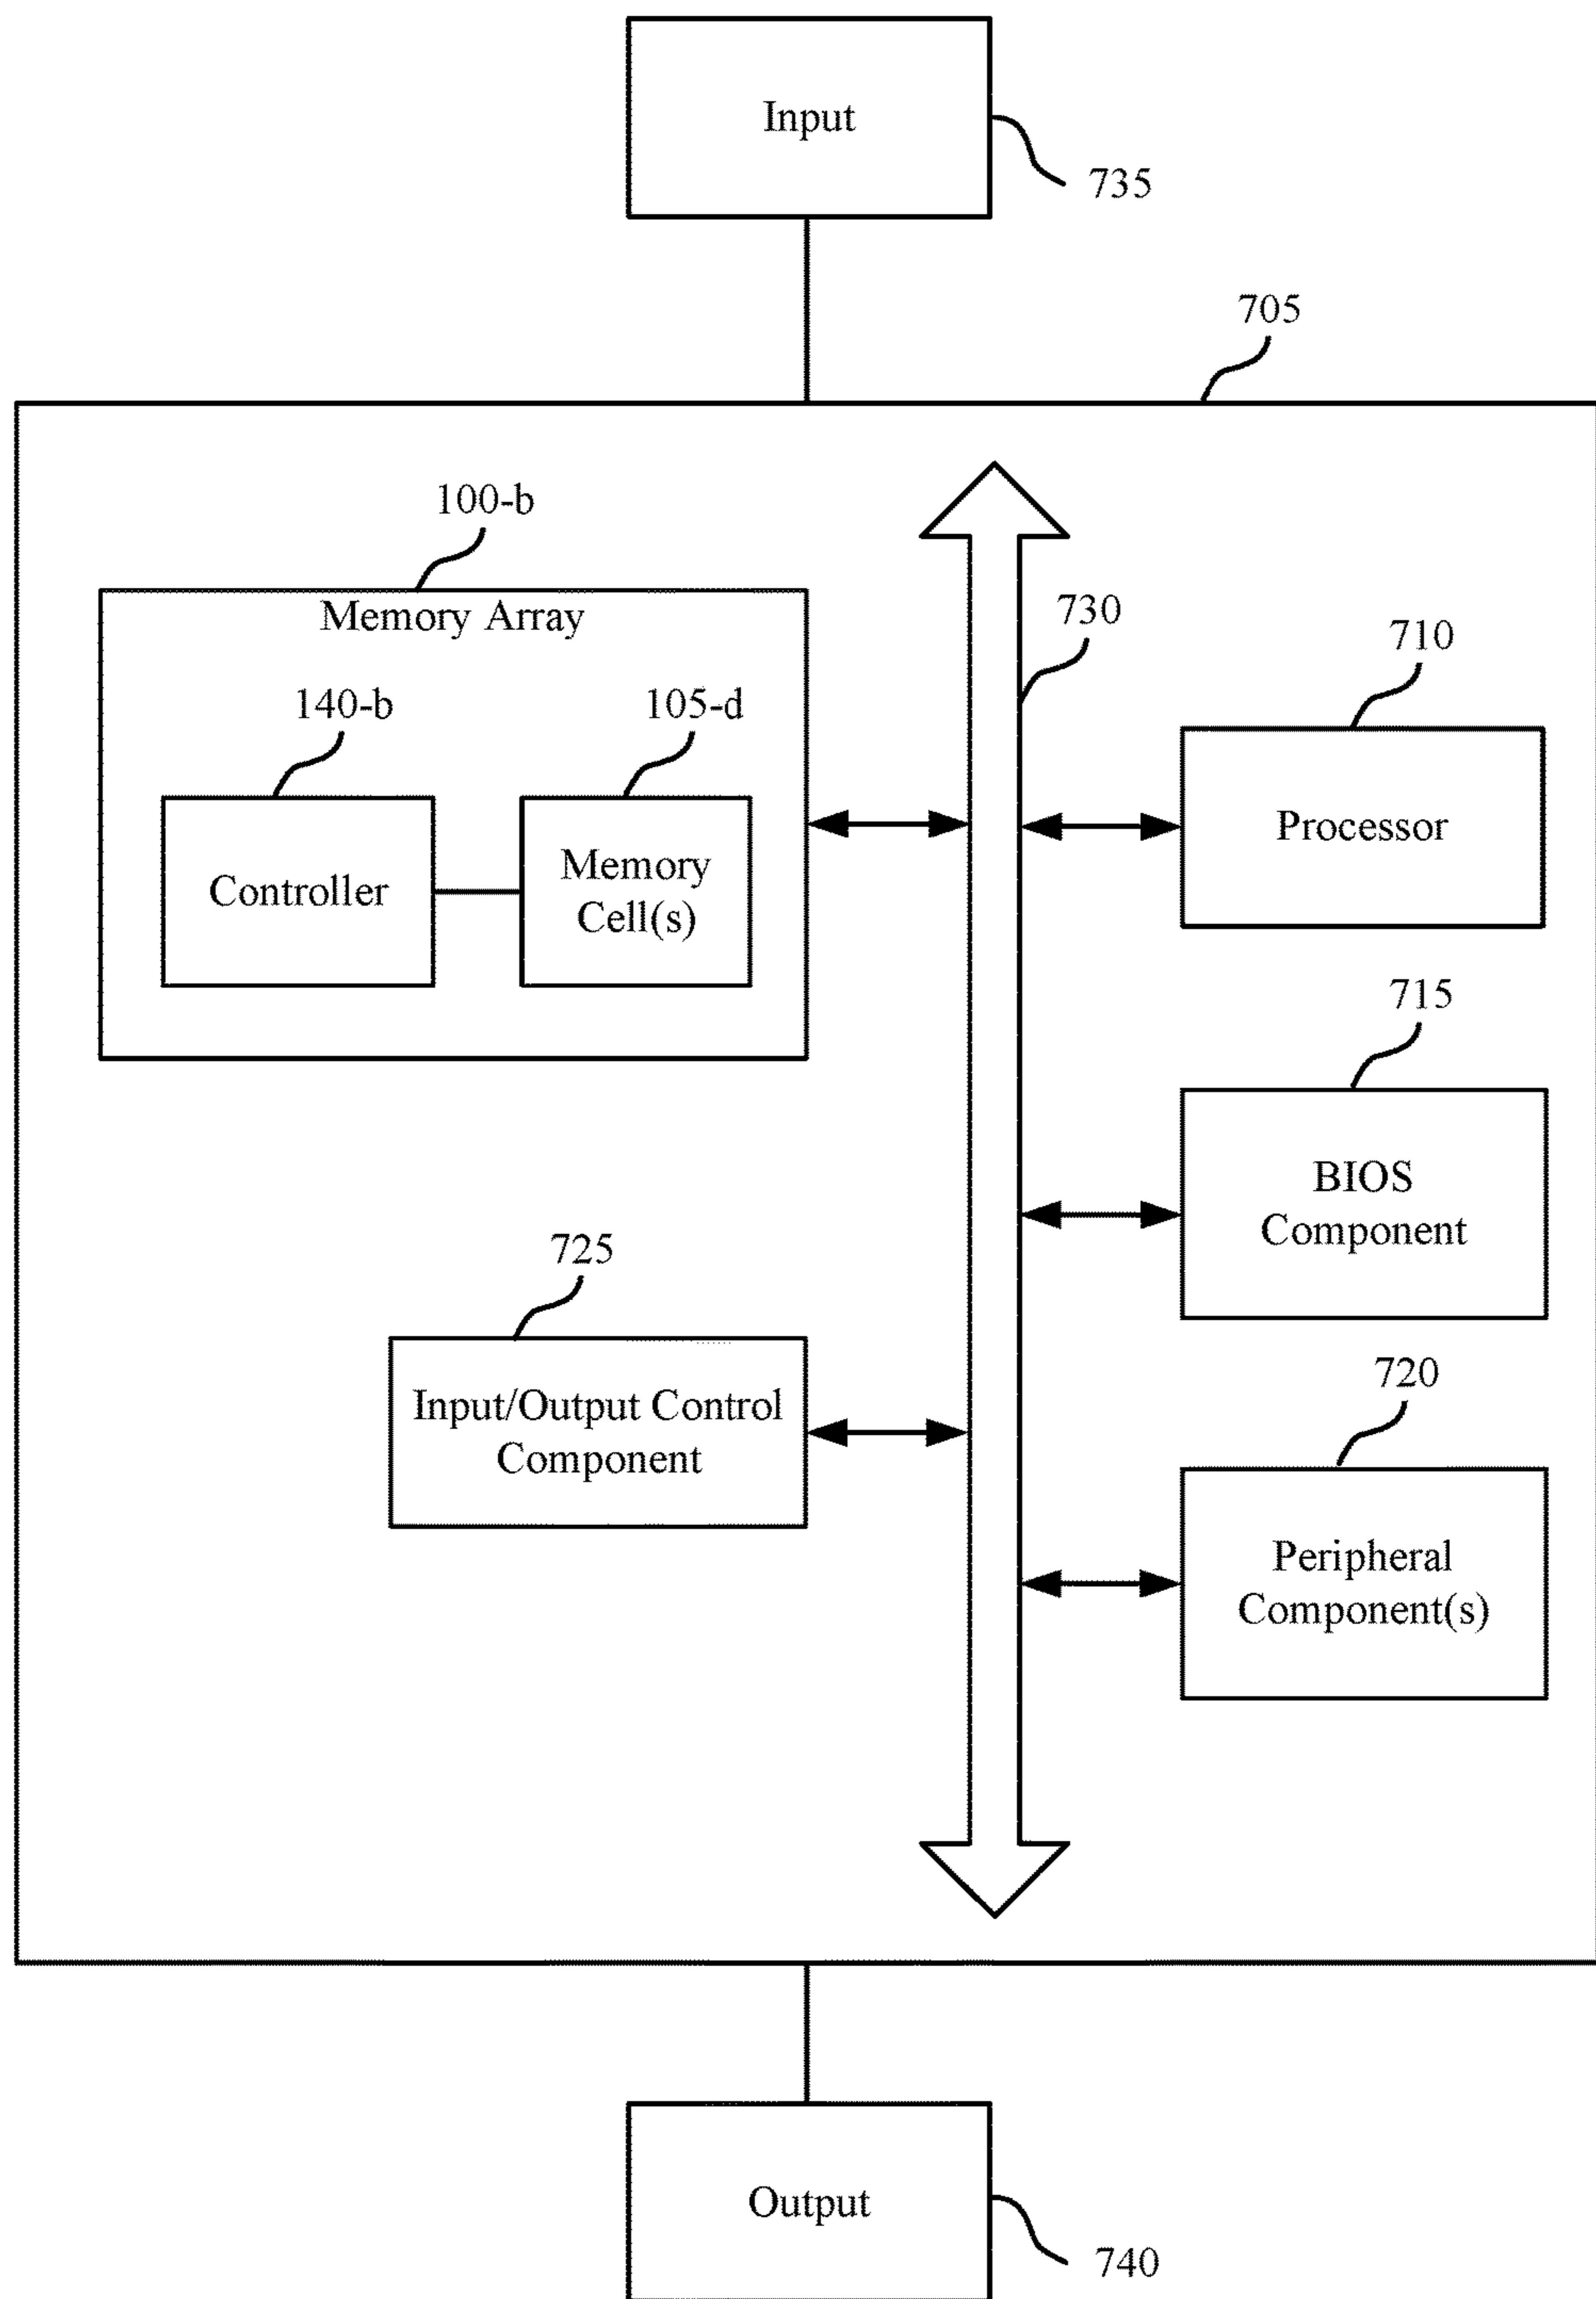 Input
735
705
100-b
Memory Array
730
710
140-b
105-d
Controller
Memory
Cell(s)
Processor
715
BIOS
Component
725
720
Input/Output Control
Component
Peripheral
Component(s)
Output
740